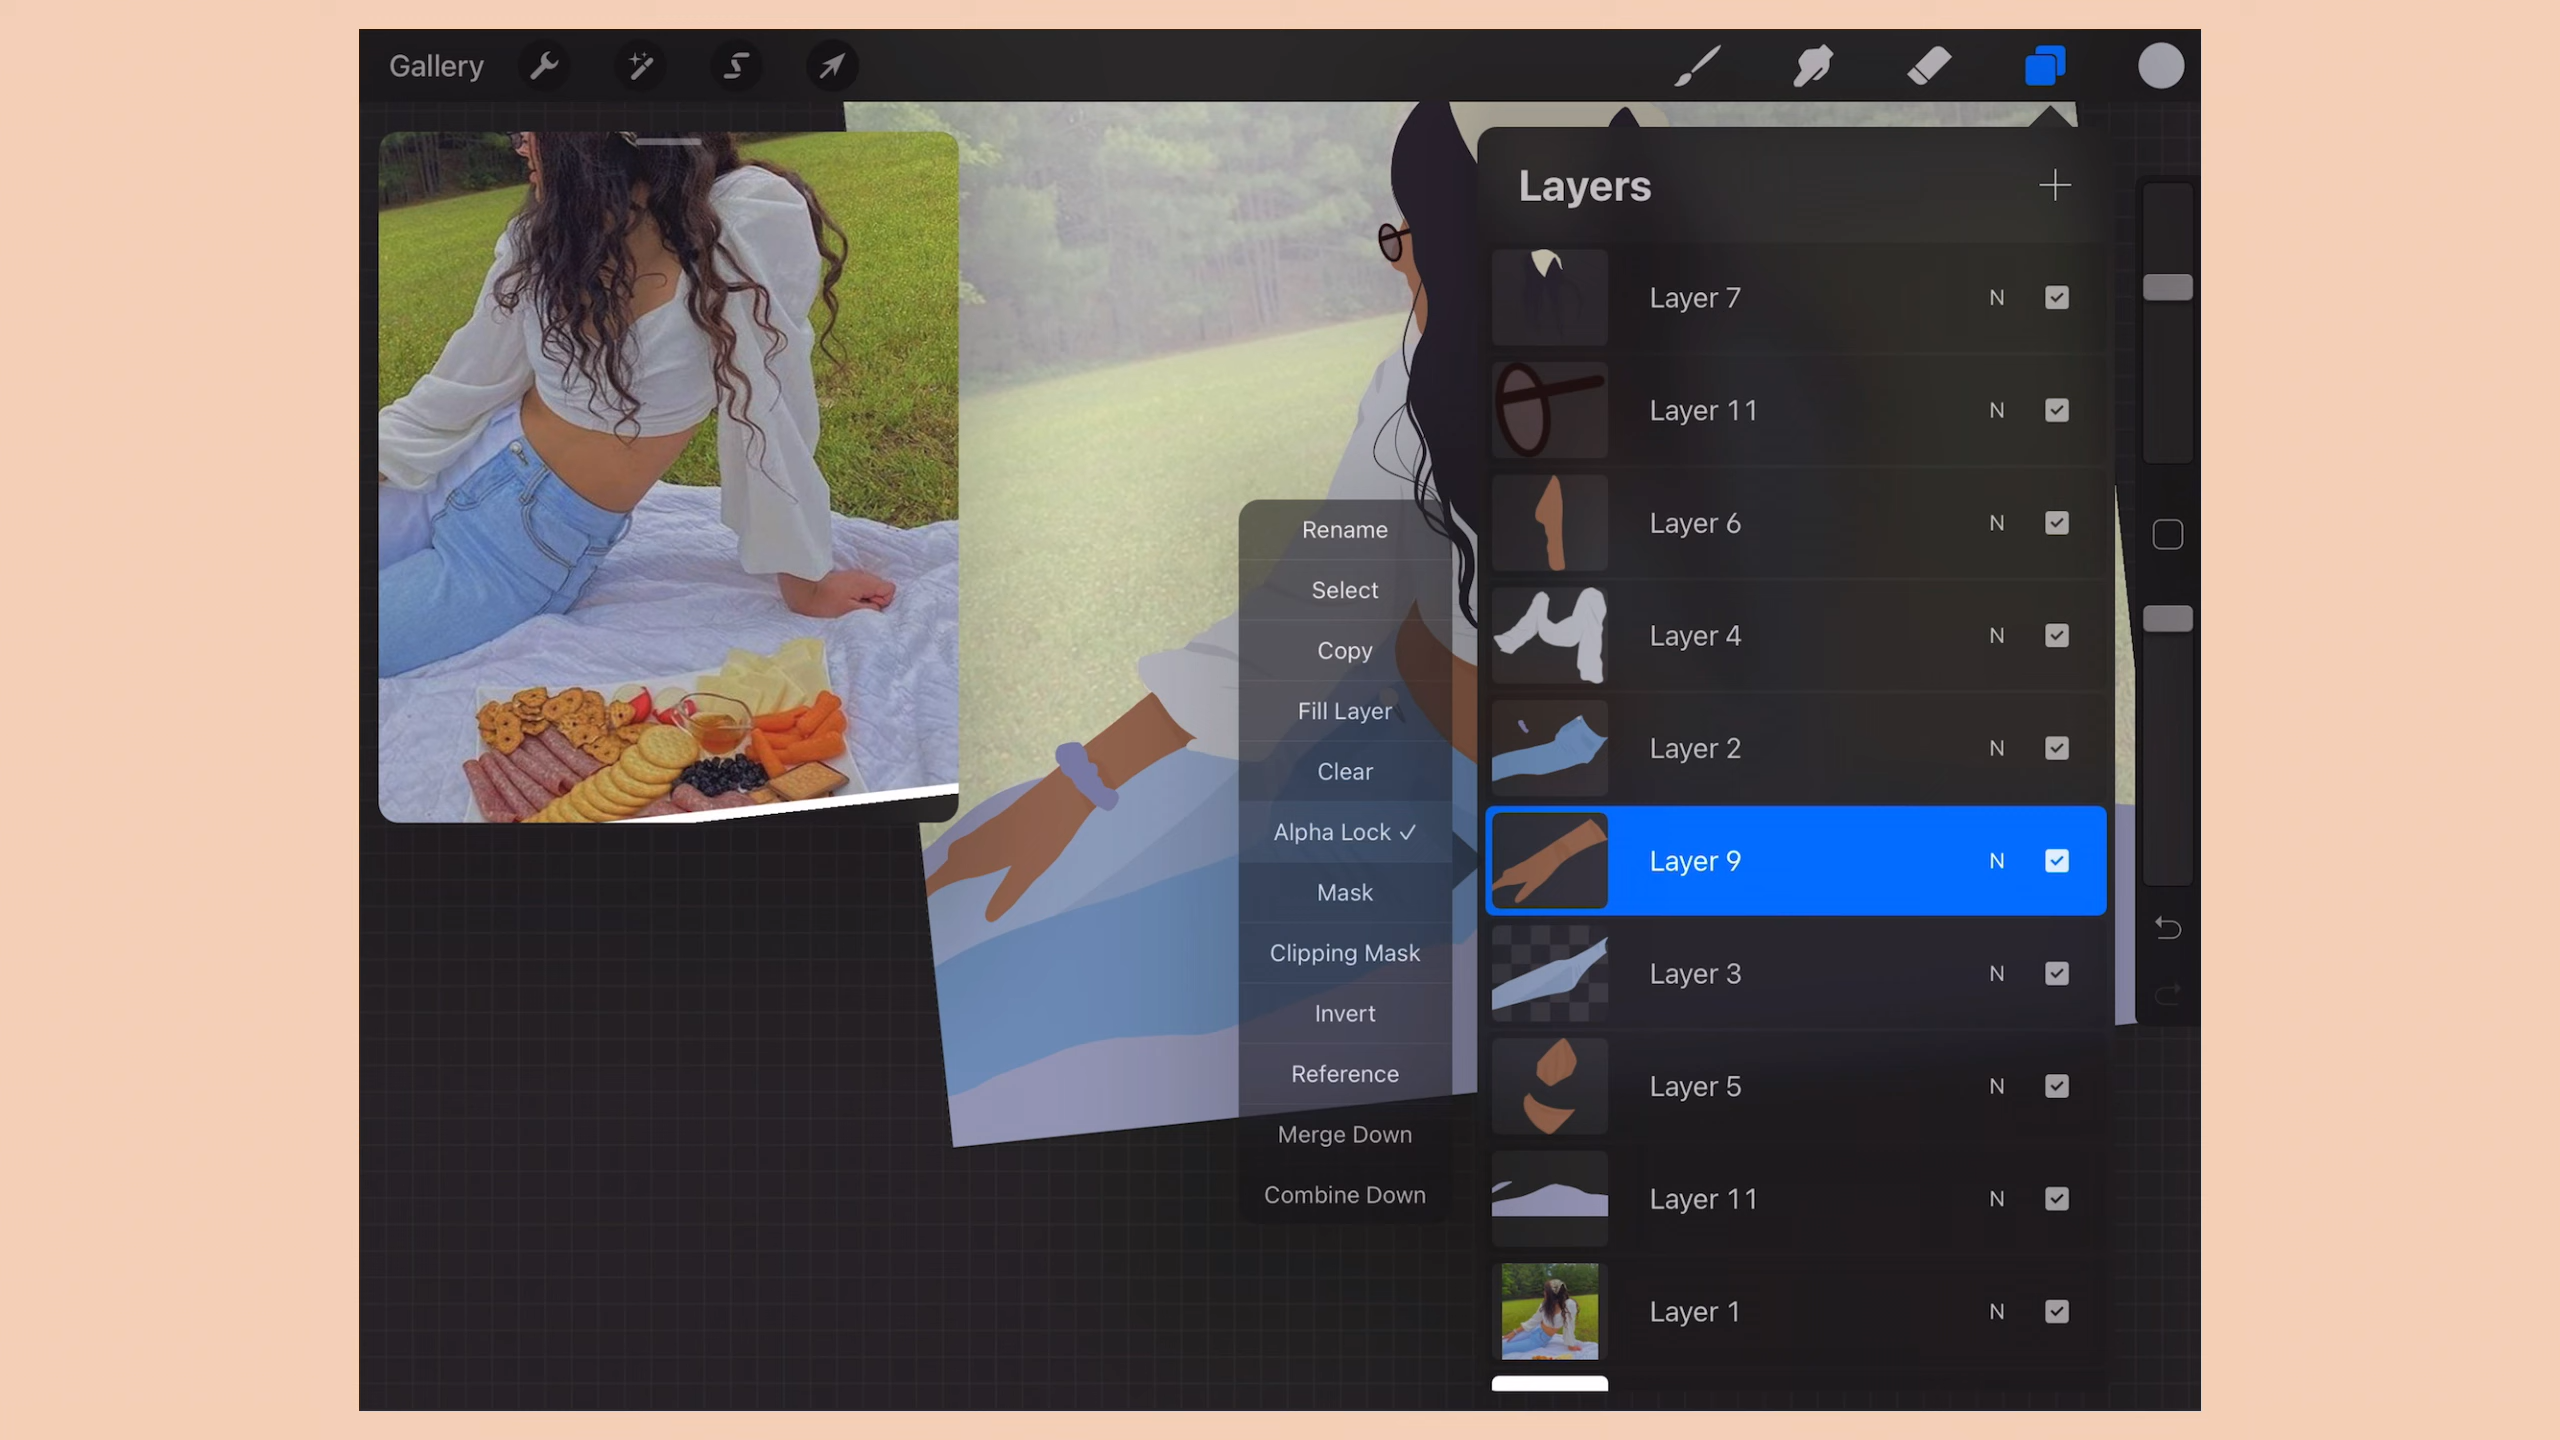 Gallery
Layers
Layer 7 N
Layer 11 N
Layer 6 N
Layer 4 N
Layer 2 N
Layer 9 N
Layer 3 N
Layer 5 N
Layer 11 N
Layer 1 N
Rename
Select
Copy
Fill Layer
Clear
Alpha Lock ✓
Mask
Clipping Mask
Invert
Reference
Merge Down
Combine Down